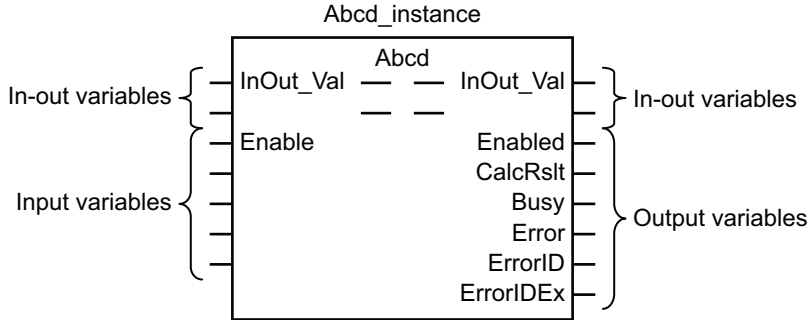 Abcd_instance
Abcd
In-out variables
InOut_Val
InOut_Val
In-out variables
Enable
Enabled
CalcRslt
Input variables
Busy
Output variables
Error
ErrorID
ErrorIDEx